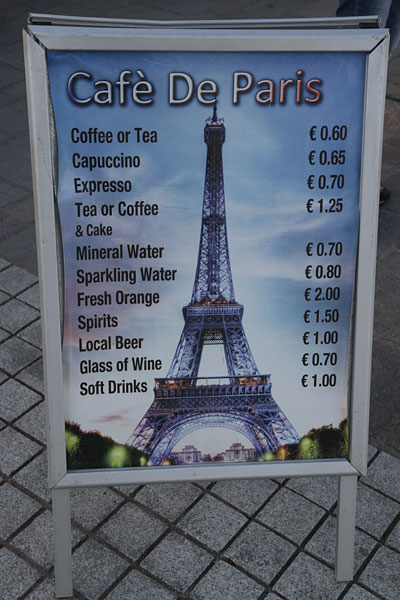 Cafè De Paris
Coffee or Tea € 0.60
Capuccino € 0.65
Expresso € 0.70
Tea or Coffee € 1.25
& Cake
Mineral Water € 0.70
Sparkling Water € 0.80
Fresh Orange € 2.00
Spirits € 1.50
Local Beer € 1.00
Glass of Wine € 0.70
Soft Drinks € 1.00